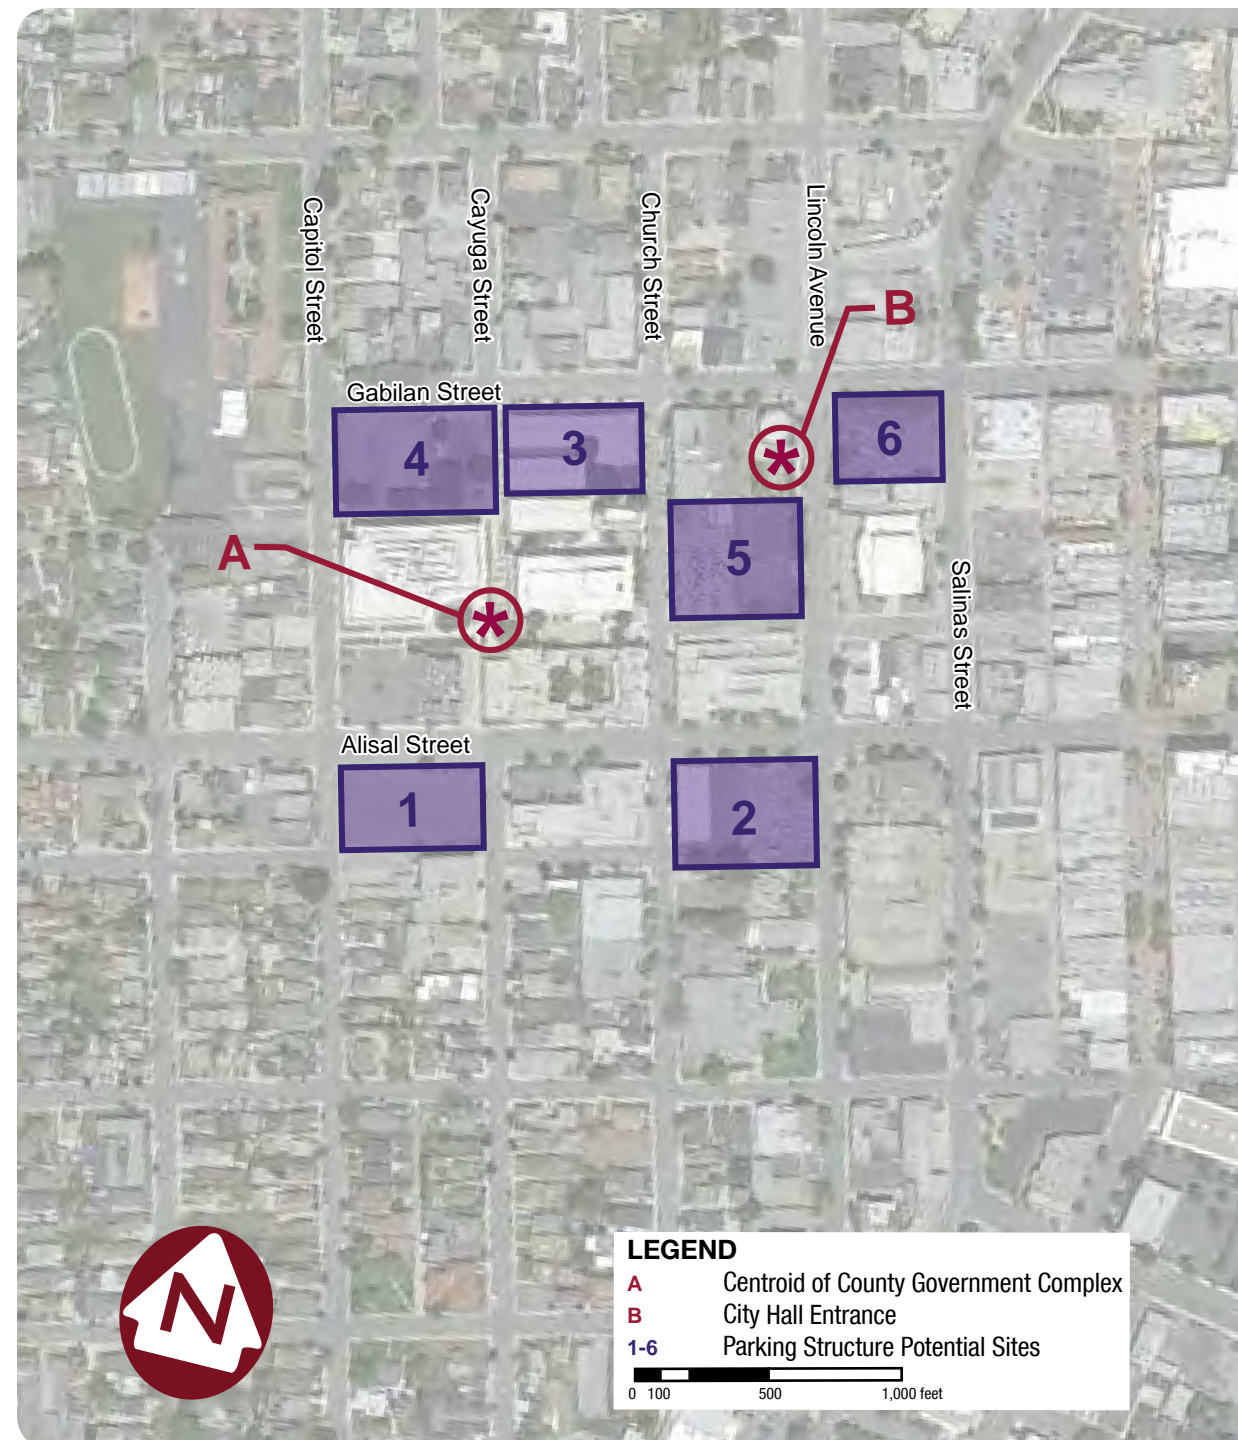 Capitol Street
Cayuga Street
Church Street
Lincoln Avenue
B
Gabilan Street
4
3
*
6
A
5
*
Salinas Street
Alisal Street
1
2
N
LEGEND
A Centroid of County Government Complex
B City Hall Entrance
1-6 Parking Structure Potential Sites
0 100 500 1,000 feet